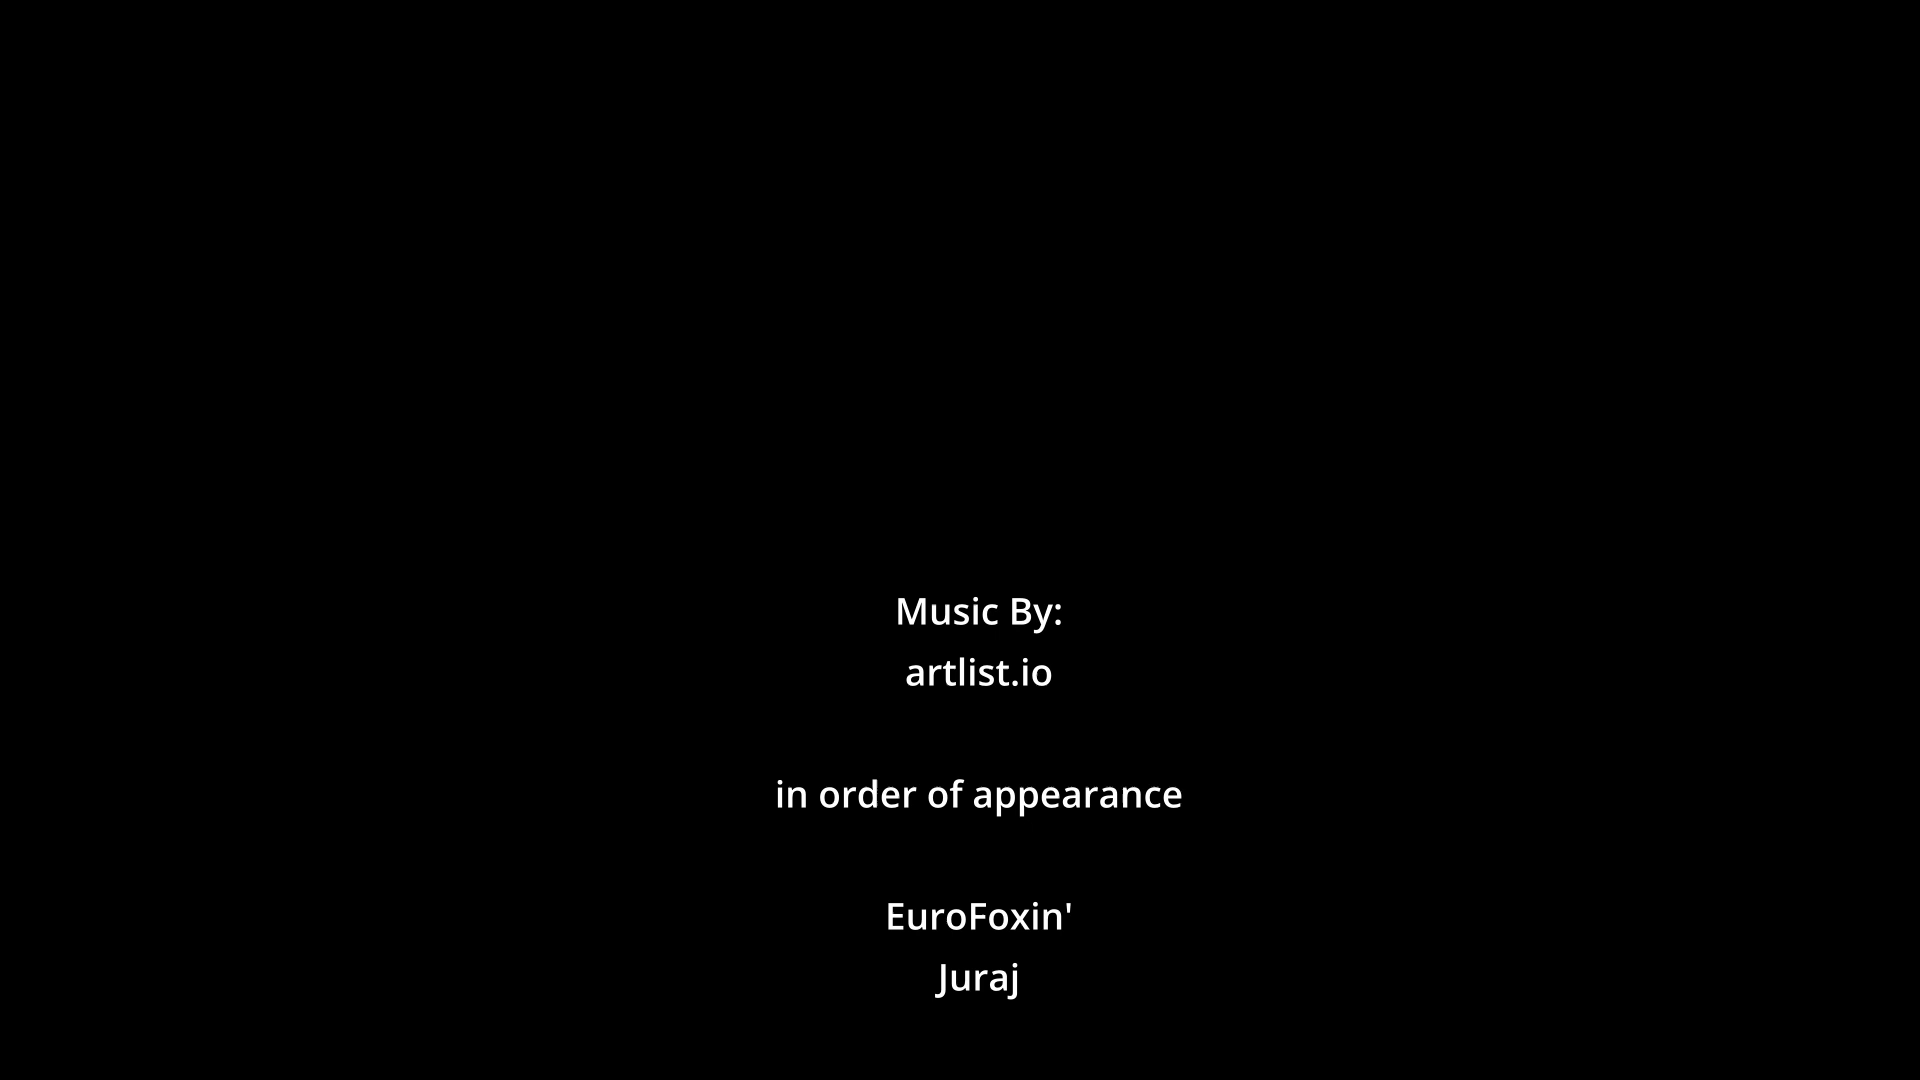 Music By:
artlist.io
in order of appearance
EuroFoxin'
Juraj